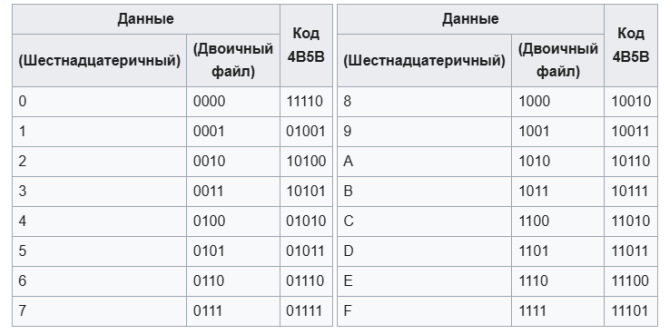 Данные
(Шестнадцатеричный) (Двоичный файл) Код 4B5B
0 0000 11110
1 0001 01001
2 0010 10100
3 0011 10101
4 0100 01010
5 0101 01011
6 0110 01110
7 0111 01111
Данные
(Шестнадцатеричный) (Двоичный файл) Код 4B5B
8 1000 10010
9 1001 10011
A 1010 10110
B 1011 10111
C 1100 11010
D 1101 11011
E 1110 11100
F 1111 11101